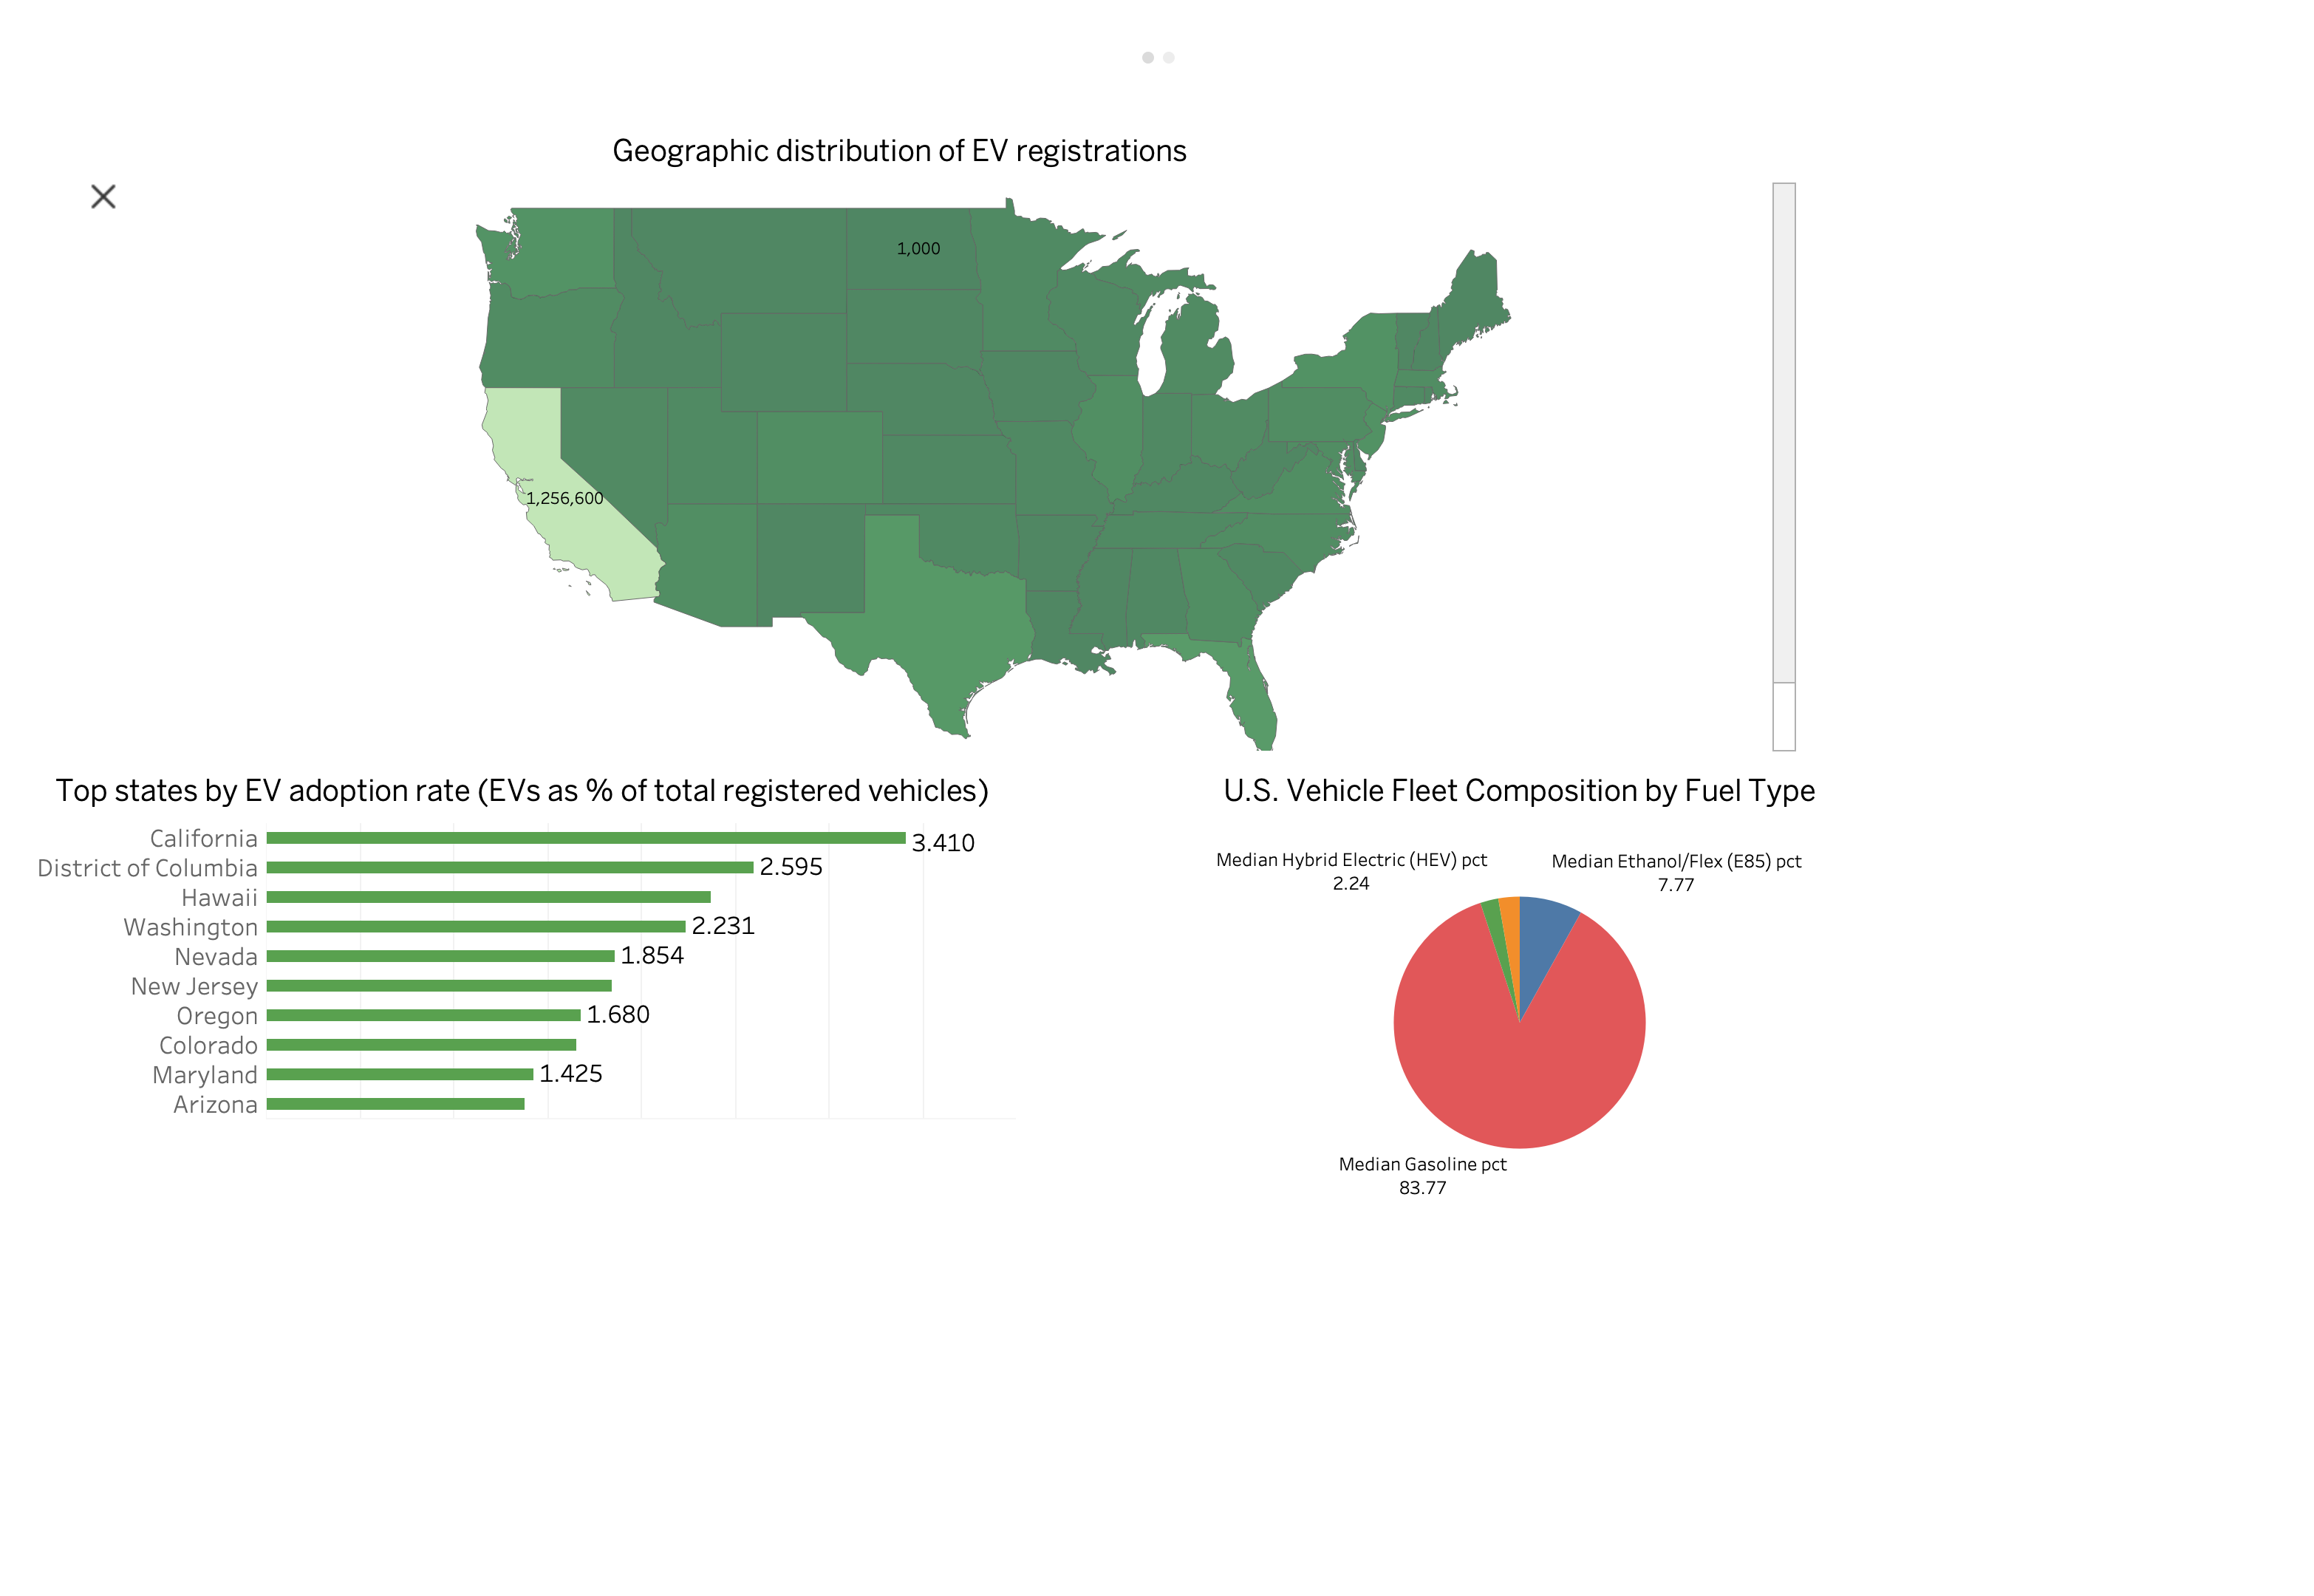 Geographic distribution of EV registrations
1,000
1,256,600
Top states by EV adoption rate (EVs as % of total registered vehicles)
California 3.410
District of Columbia 2.595
Hawaii
Washington 2.231
Nevada 1.854
New Jersey
Oregon 1.680
Colorado
Maryland 1.425
Arizona
U.S. Vehicle Fleet Composition by Fuel Type
Median Hybrid Electric (HEV) pct
2.24
Median Ethanol/Flex (E85) pct
7.77
Median Gasoline pct
83.77